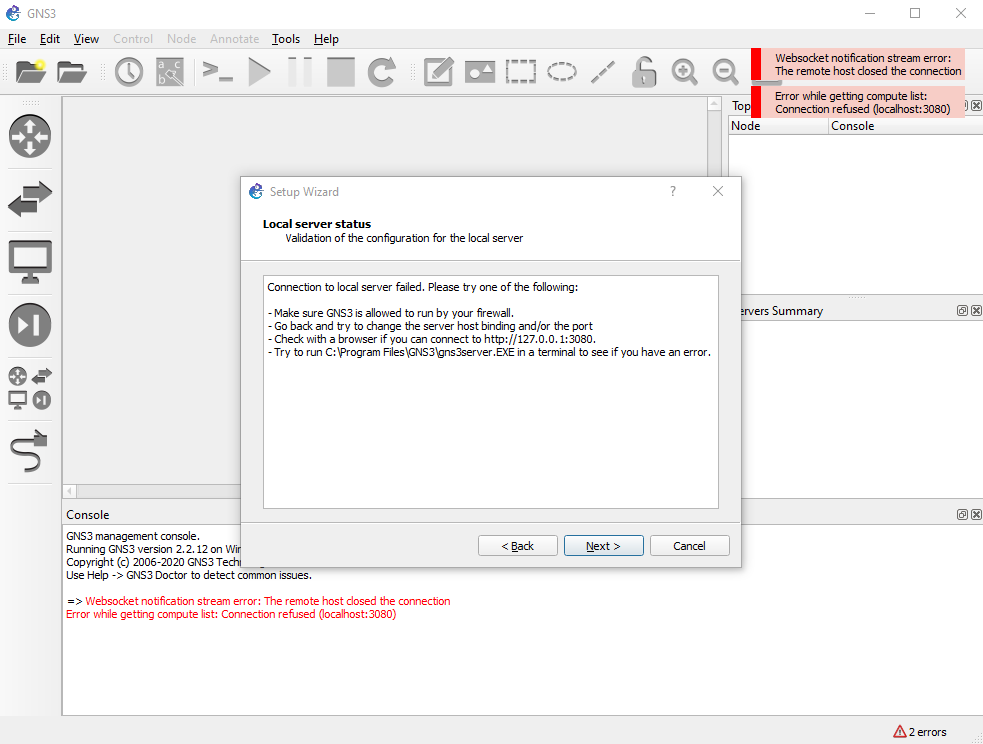 GNS3
File Edit View Control Node Annotate Tools Help
a c
b
Websocket notification stream error:
The remote host closed the connection
Error while getting compute list:
Connection refused (localhost:3080)
Top
Node Console
Setup Wizard ?
Local server status
Validation of the configuration for the local server
Connection to local server failed. Please try one of the following:
- Make sure GNS3 is allowed to run by your firewall.
- Go back and try to change the server host binding and/or the port
- Check with a browser if you can connect to http://127.0.0.1:3080.
- Try to run C:\Program Files\GNS3\gns3server.EXE in a terminal to see if you have an error.
< Back Next > Cancel
ervers Summary
Console
GNS3 management console.
Running GNS3 version 2.2.12 on Win
Copyright (c) 2006-2020 GNS3 Techn
Use Help -> GNS3 Doctor to detect common issues.
=> Websocket notification stream error: The remote host closed the connection
Error while getting compute list: Connection refused (localhost:3080)
2 errors